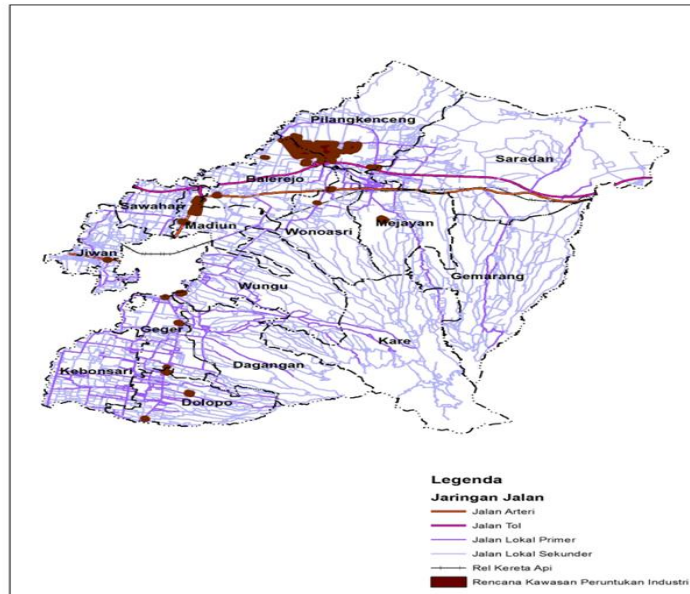 Pilangkenceng
Saradan
Balerejo
Sawahan
Madiun
Wonoasri
Mejayan
Jiwan
Gemarang
Wungu
Geger
Kare
Kebonsari
Dagangan
Dolopo
Legenda
Jaringan Jalan
Jalan Arteri
Jalan Tol
Jalan Lokal Primer
Jalan Lokal Sekunder
Rel Kereta Api
Rencana Kawasan Peruntukan Industri